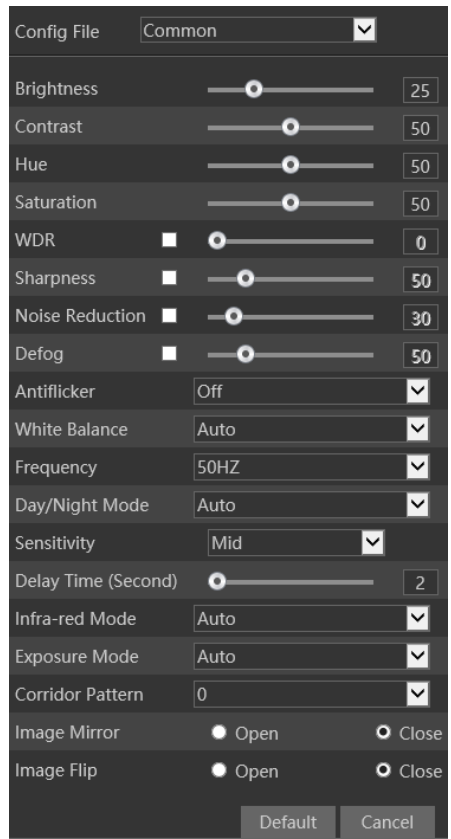 Config File Common
Brightness 25
Contrast 50
Hue 50
Saturation 50
WDR 0
Sharpness 50
Noise Reduction 30
Defog 50
Antiflicker Off
White Balance Auto
Frequency 50HZ
Day/Night Mode Auto
Sensitivity Mid
Delay Time (Second) 2
Infra-red Mode Auto
Exposure Mode Auto
Corridor Pattern 0
Image Mirror Open Close
Image Flip Open Close
Default Cancel